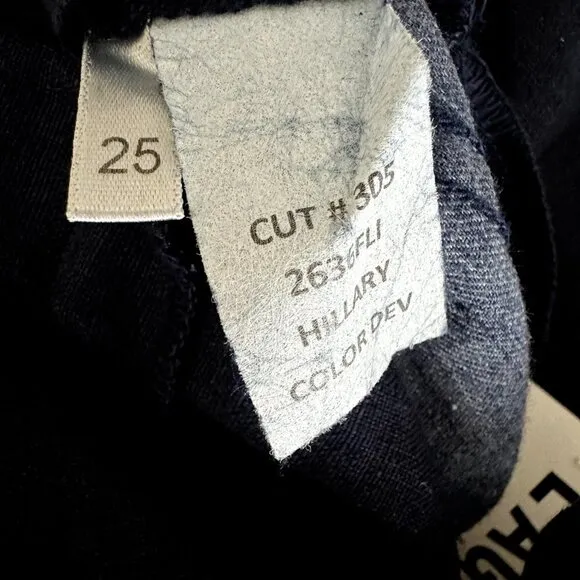 25
CUT # 305
2636FLI
HILLARY
COLOR DEV